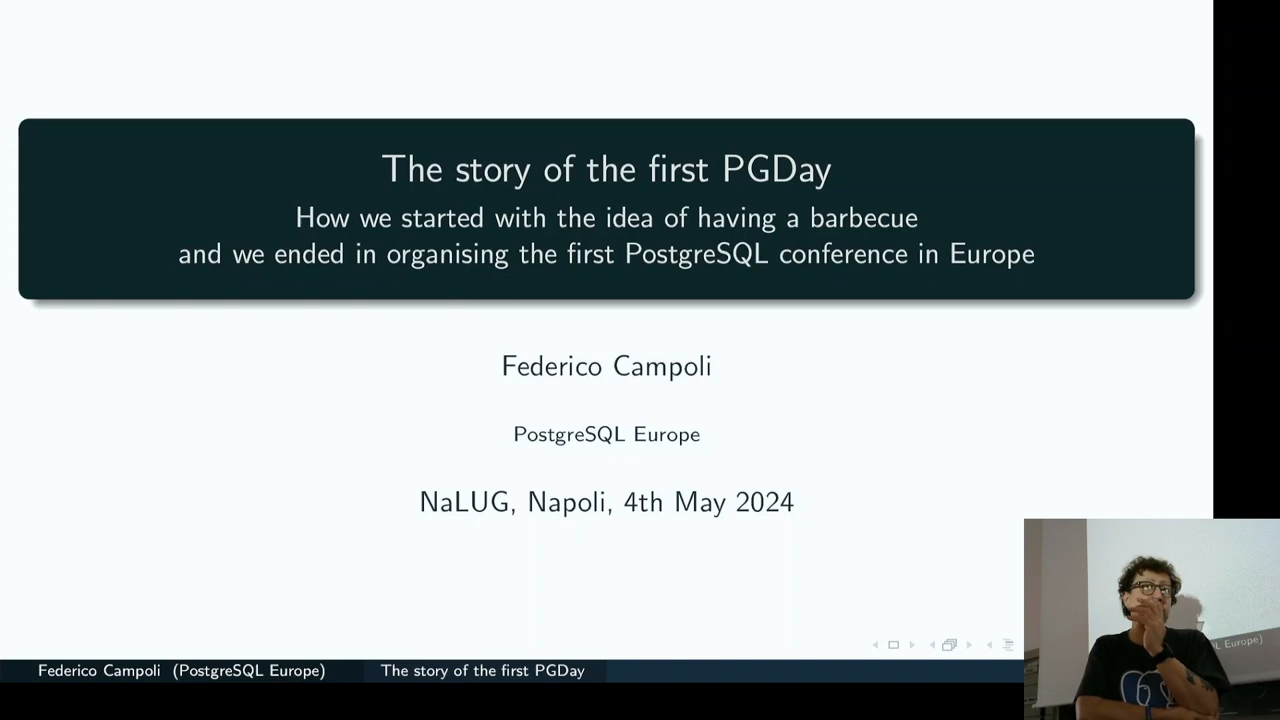 The story of the first PGDay
How we started with the idea of having a barbecue
and we ended in organising the first PostgreSQL conference in Europe
Federico Campoli
PostgreSQL Europe
NaLUG, Napoli, 4th May 2024
Federico Campoli (PostgreSQL Europe)
The story of the first PGDay
L Europe)